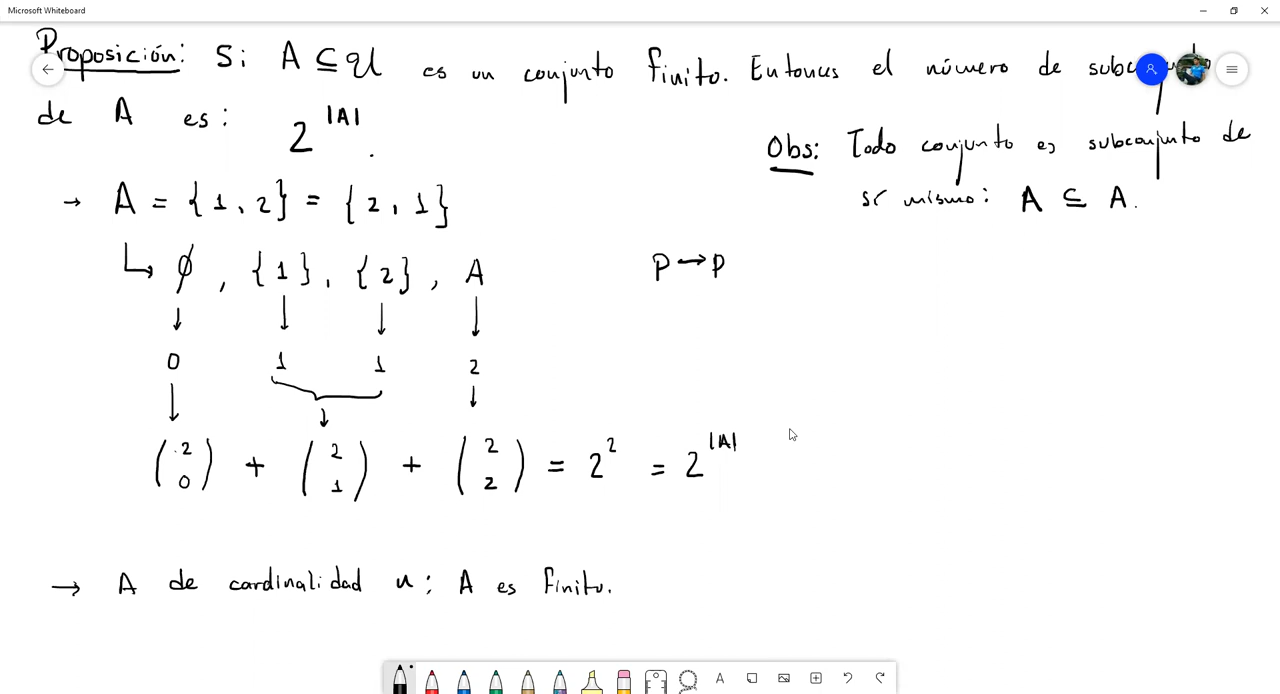 Microsoft Whiteboard
Proposición: Si A ⊆ U es un conjunto finito. Entonces el número de subconjuntos
de A es: 2^|A|.
Obs: Todo conjunto es subconjunto de
sí mismo: A ⊆ A.
→ A = {1, 2} = {2, 1}
↳ ∅, {1}, {2}, A
p → p
0 1 1 2
(2 0) + (2 1) + (2 2) = 2^2 = 2^|A|
→ A de cardinalidad n: A es finito.